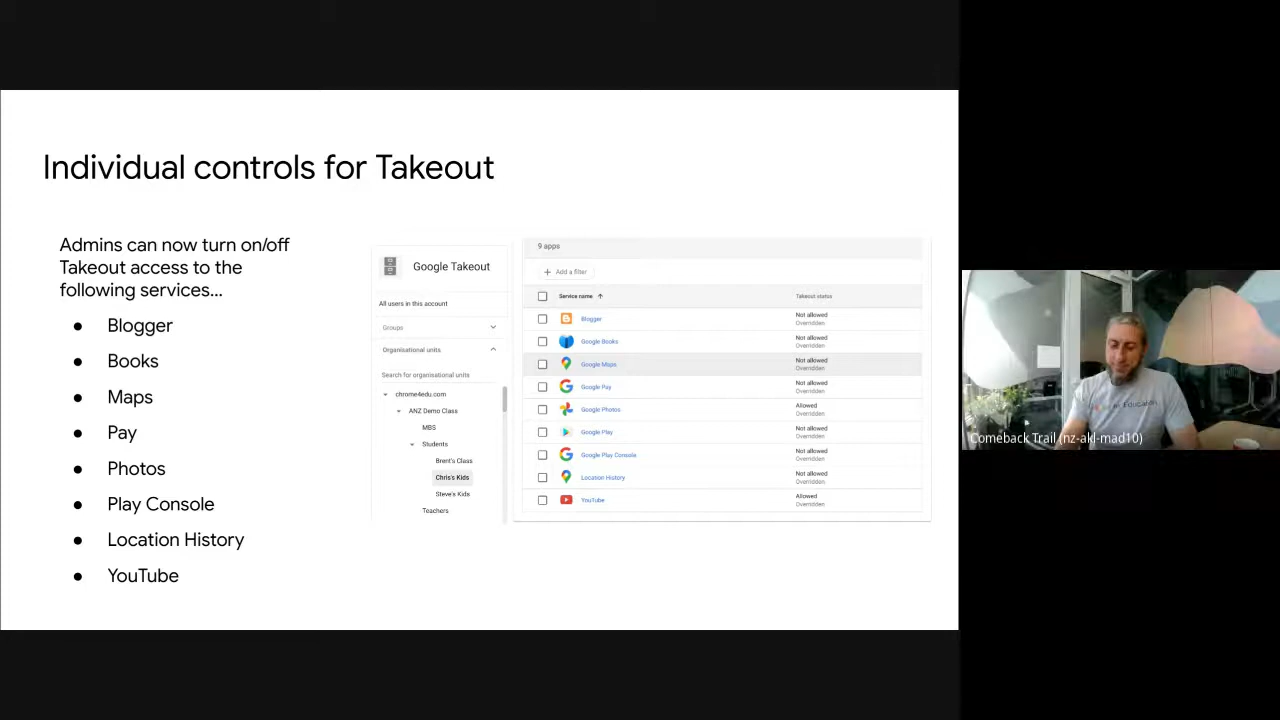 Individual controls for Takeout
Admins can now turn on/off
Takeout access to the
following services...
● Blogger
● Books
● Maps
● Pay
● Photos
● Play Console
● Location History
● YouTube
Google Takeout
All users in this account
Groups
Organisational units
Search for organisational units
chrome4edu.com
ANZ Demo Class
MBS
Students
Brent's Class
Chris's Kids
Steve's Kids
Teachers
9 apps
+ Add a filter
Service name ↑ Takeout status
Blogger Not allowed
Overridden
Google Books Not allowed
Overridden
Google Maps Not allowed
Overridden
Google Pay Not allowed
Overridden
Google Photos Allowed
Overridden
Google Play Not allowed
Overridden
Google Play Console Not allowed
Overridden
Location History Not allowed
Overridden
YouTube Allowed
Overridden
Education
Comeback Trail (nz-akl-mad10)